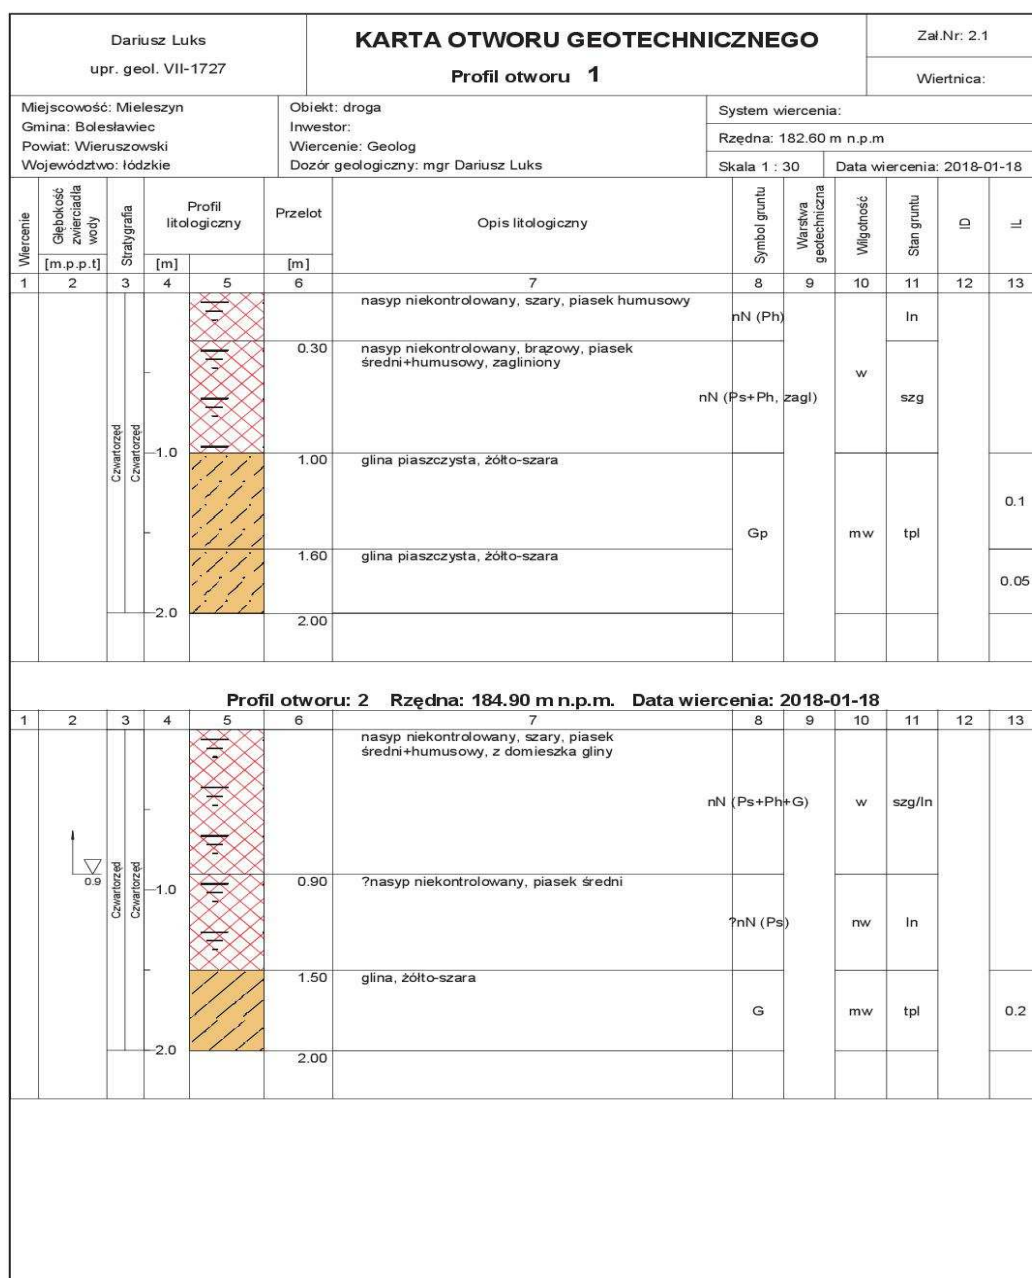 Dariusz Luks
upr. geol. VII-1727
KARTA OTWORU GEOTECHNICZNEGO
Profil otworu 1
Zał.Nr: 2.1
Wiertnica:
Miejscowość: Mieleszyn
Gmina: Bolesławiec
Powiat: Wieruszowski
Województwo: łódzkie
Obiekt: droga
Inwestor:
Wiercenie: Geolog
Dozór geologiczny: mgr Dariusz Luks
System wiercenia:
Rzędna: 182.60 m n.p.m
Skala 1 : 30 Data wiercenia: 2018-01-18
Wiercenie
Głębokość
zwierciadła
wody
[m.p.p.t]
Stratygrafia
Profil
litologiczny
[m]
Przelot
[m]
Opis litologiczny
Symbol gruntu
Warstwa
geotechniczna
Wilgotność
Stan gruntu
ID
IL
1 2 3 4 5 6 7 8 9 10 11 12 13
nasyp niekontrolowany, szary, piasek humusowy
nN (Ph)
ln
0.30
nasyp niekontrolowany, brązowy, piasek
średni+humusowy, zagliniony
w
nN (Ps+Ph, zagl)
szg
Czwartorzęd
Czwartorzęd
1.0
1.00
glina piaszczysta, żółto-szara
0.1
Gp
mw
tpl
1.60
glina piaszczysta, żółto-szara
0.05
2.0
2.00
Profil otworu: 2 Rzędna: 184.90 m n.p.m. Data wiercenia: 2018-01-18
1 2 3 4 5 6 7 8 9 10 11 12 13
nasyp niekontrolowany, szary, piasek
średni+humusowy, z domieszka gliny
nN (Ps+Ph+G)
w
szg/ln
0.9
Czwartorzęd
Czwartorzęd
1.0
0.90
?nasyp niekontrolowany, piasek średni
?nN (Ps)
nw
ln
1.50
glina, żółto-szara
G
mw
tpl
0.2
2.0
2.00